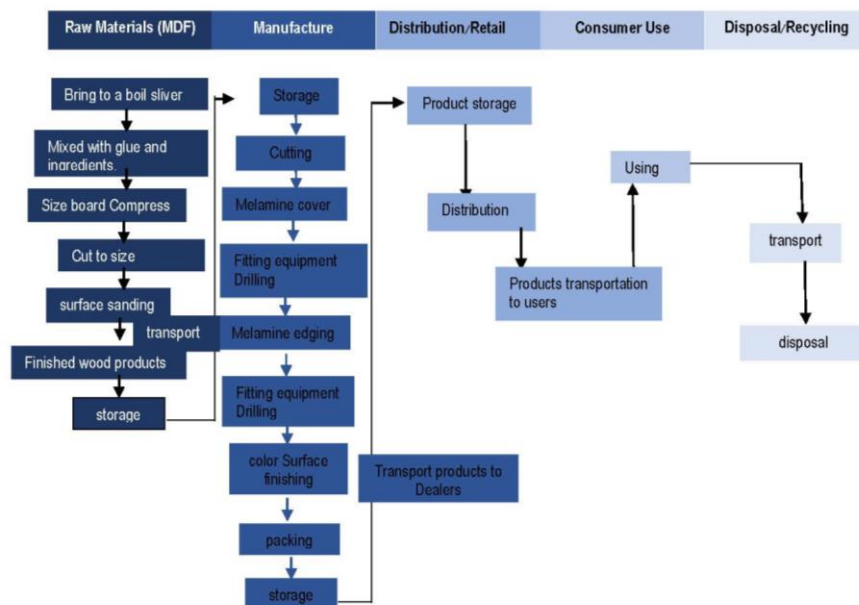 Raw Materials (MDF)
Manufacture
Distribution/Retail
Consumer Use
Disposal/Recycling
Bring to a boil sliver
Mixed with glue and
ingredients.
Size board Compress
Cut to size
surface sanding
transport
Finished wood products
storage
Storage
Cutting
Melamine cover
Fitting equipment
Drilling
Melamine edging
Fitting equipment
Drilling
color Surface
finishing
packing
storage
Transport products to
Dealers
Product storage
Distribution
Products transportation
to users
Using
transport
disposal